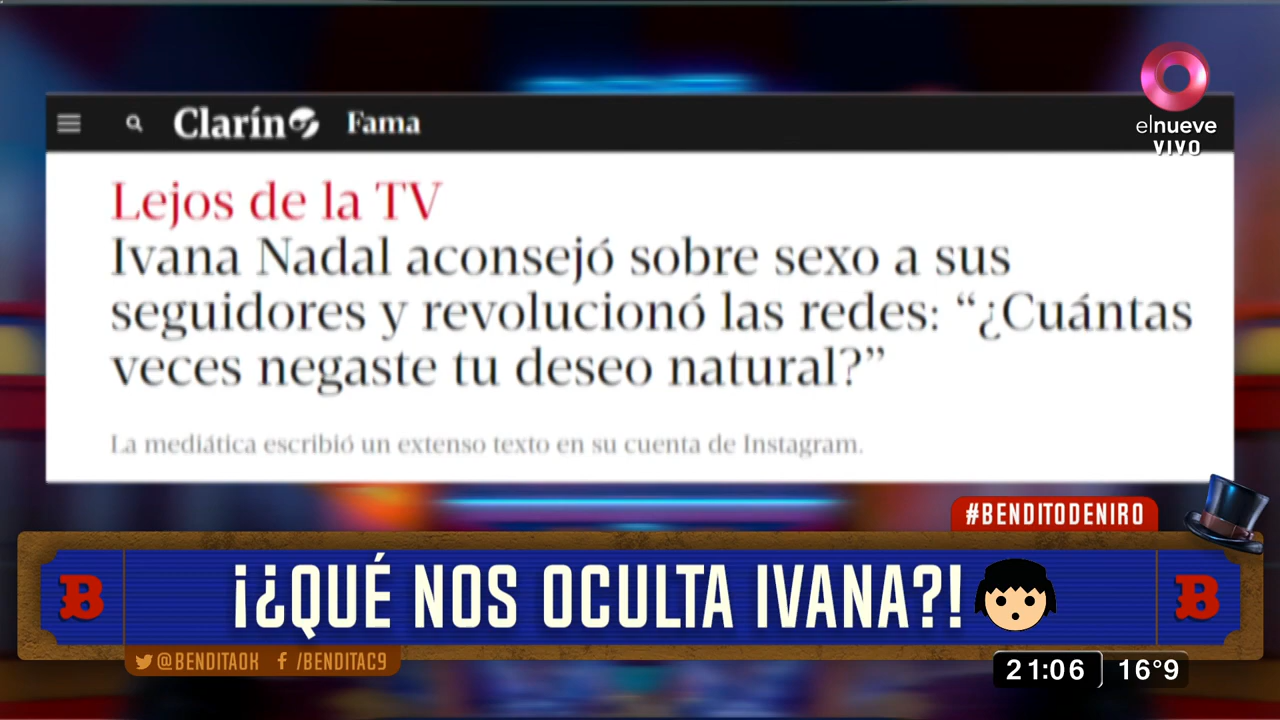 Clarín Fama
elnueve
VIVO
Lejos de la TV
Ivana Nadal aconsejó sobre sexo a sus
seguidores y revolucionó las redes: “¿Cuántas
veces negaste tu deseo natural?”
La mediática escribió un extenso texto en su cuenta de Instagram.
#BENDITODENIRO
B
¡¿QUÉ NOS OCULTA IVANA?!
B
@BENDITAOK /BENDITAC9
21:06 16°9